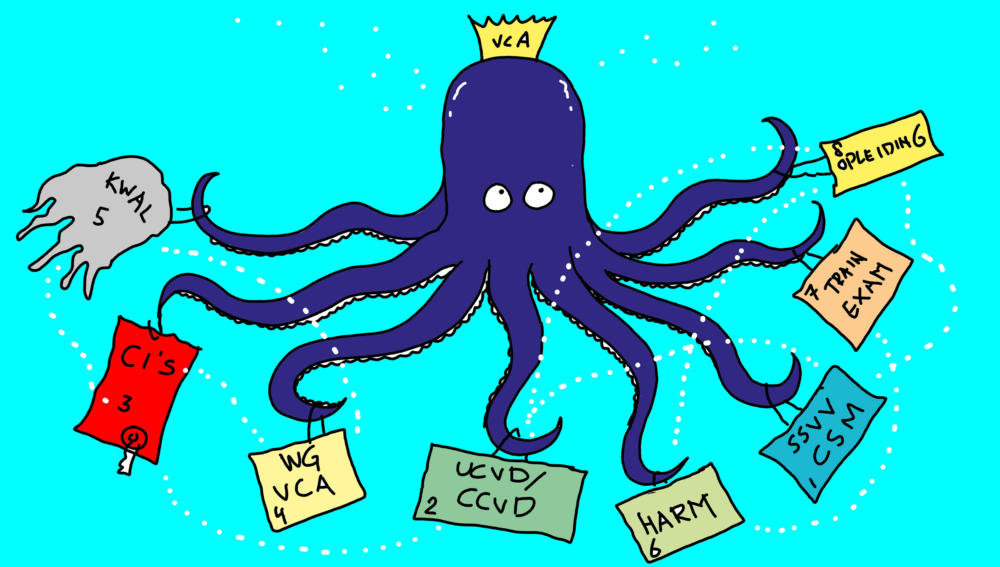 VCA
8
OPLEIDING
KWAL
5
7 TRAIN
EXAM
CI'S
3
SSVV
CSM
1
WG
VCA
4
UCVD/
2 CCVD
HARM
6